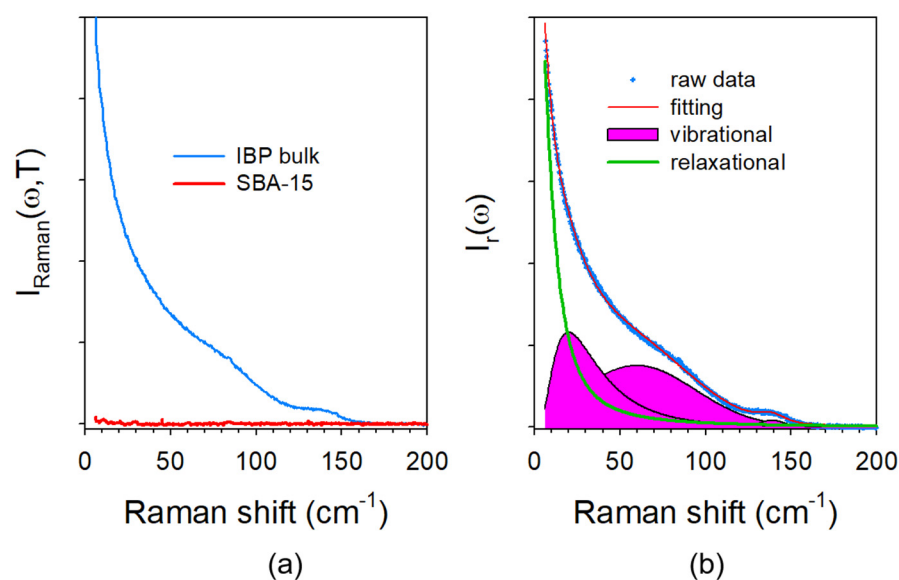 IBP bulk
SBA-15
I_Raman(ω,T)
0 50 100 150 200
Raman shift (cm⁻¹)
(a)
raw data
fitting
vibrational
relaxational
I_r(ω)
0 50 100 150 200
Raman shift (cm⁻¹)
(b)